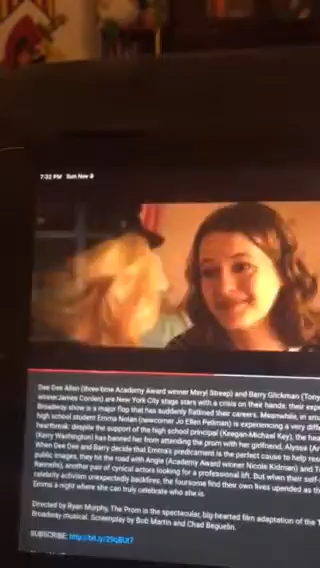 7:22 PM Sun Nov 8
Dee Dee Allen (three-time Academy Award winner Meryl Streep) and Barry Glickman (Tony
winner James Corden) are New York City stage stars with a crisis on their hands: their exp
Broadway show is a major flop that has suddenly flatlined their careers. Meanwhile, in sm
high school student Emma Nolan (newcomer Jo Ellen Pellman) is experiencing a very diff
heartbreak: despite the support of the high school principal (Keegan-Michael Key), the hea
(Kerry Washington) has banned her from attending the prom with her girlfriend, Alyssa (Ar
When Dee Dee and Barry decide that Emma's predicament is the perfect cause to help res
public images, they hit the road with Angie (Academy Award winner Nicole Kidman) and T
Rannells), another pair of cynical actors looking for a professional lift. But when their self-
celebrity activism unexpectedly backfires, the foursome find their own lives upended as th
Emma a night where she can truly celebrate who she is.
Directed by Ryan Murphy, The Prom is the spectacular, big-hearted film adaptation of the T
Broadway musical. Screenplay by Bob Martin and Chad Beguelin.
SUBSCRIBE: http://bit.ly/29qBUt7